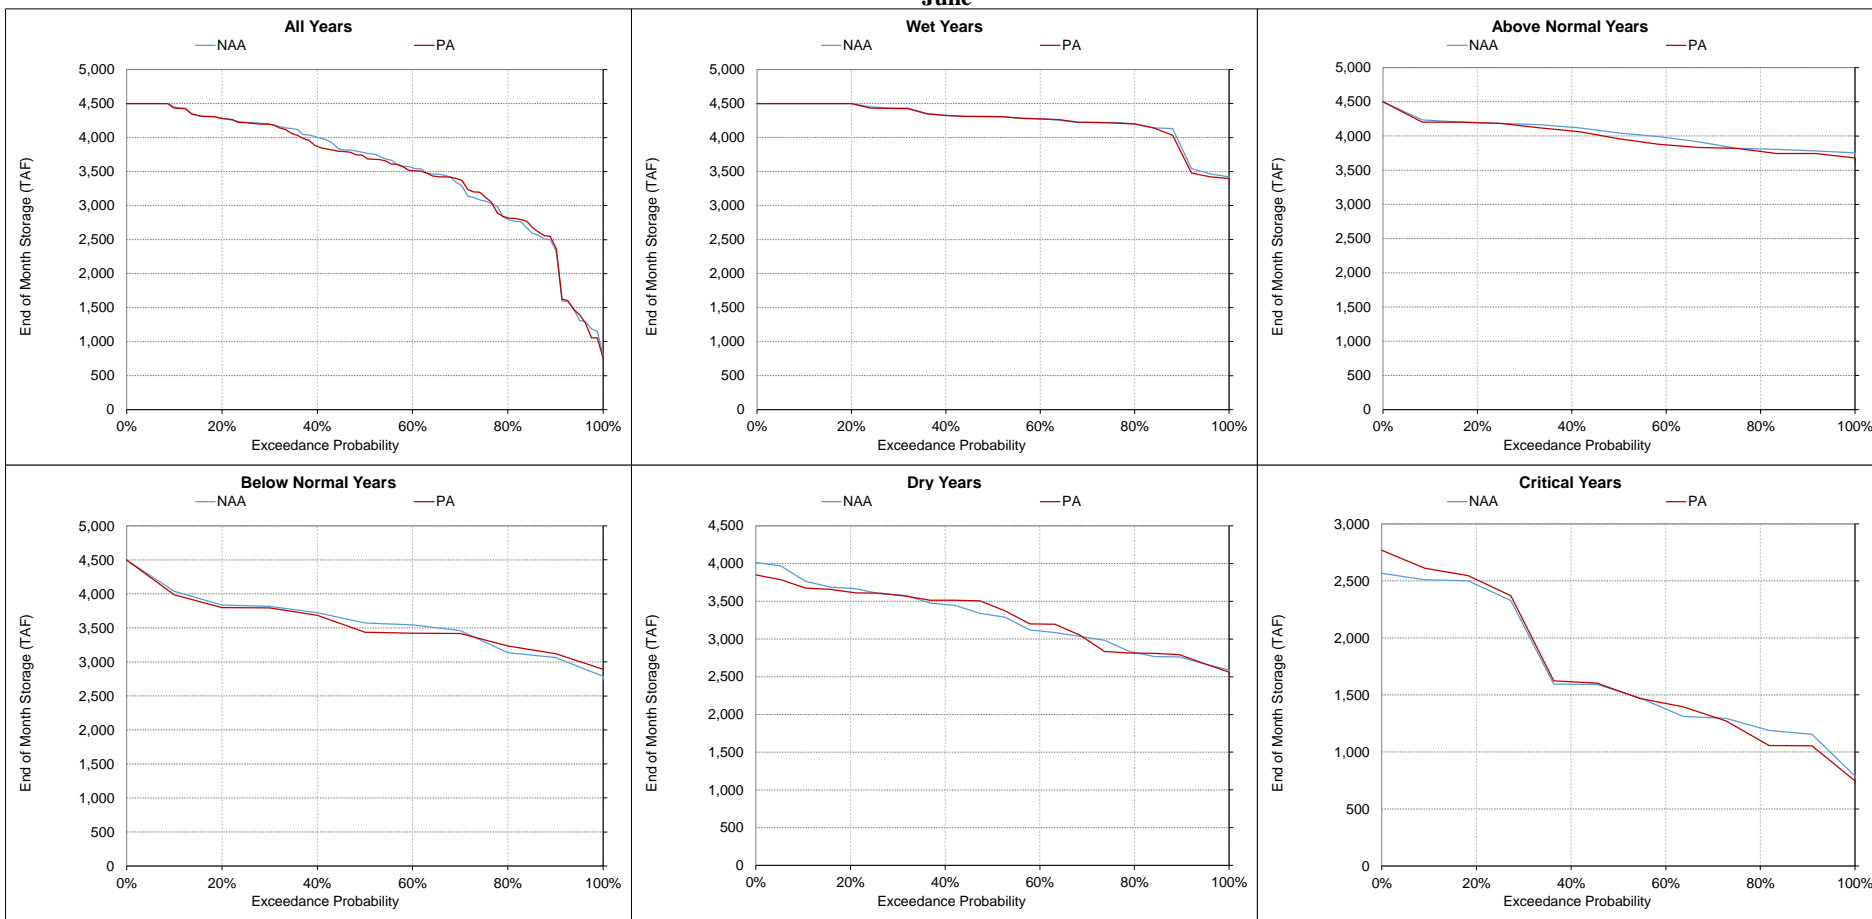 June
All Years
NAA PA
5,000
4,500
4,000
3,500
3,000
2,500
2,000
1,500
1,000
500
0
End of Month Storage (TAF)
0% 20% 40% 60% 80% 100%
Exceedance Probability
Wet Years
NAA PA
5,000
4,500
4,000
3,500
3,000
2,500
2,000
1,500
1,000
500
0
End of Month Storage (TAF)
0% 20% 40% 60% 80% 100%
Exceedance Probability
Above Normal Years
NAA PA
5,000
4,500
4,000
3,500
3,000
2,500
2,000
1,500
1,000
500
0
End of Month Storage (TAF)
0% 20% 40% 60% 80% 100%
Exceedance Probability
Below Normal Years
NAA PA
5,000
4,500
4,000
3,500
3,000
2,500
2,000
1,500
1,000
500
0
End of Month Storage (TAF)
0% 20% 40% 60% 80% 100%
Exceedance Probability
Dry Years
NAA PA
4,500
4,000
3,500
3,000
2,500
2,000
1,500
1,000
500
0
End of Month Storage (TAF)
0% 20% 40% 60% 80% 100%
Exceedance Probability
Critical Years
NAA PA
3,000
2,500
2,000
1,500
1,000
500
0
End of Month Storage (TAF)
0% 20% 40% 60% 80% 100%
Exceedance Probability